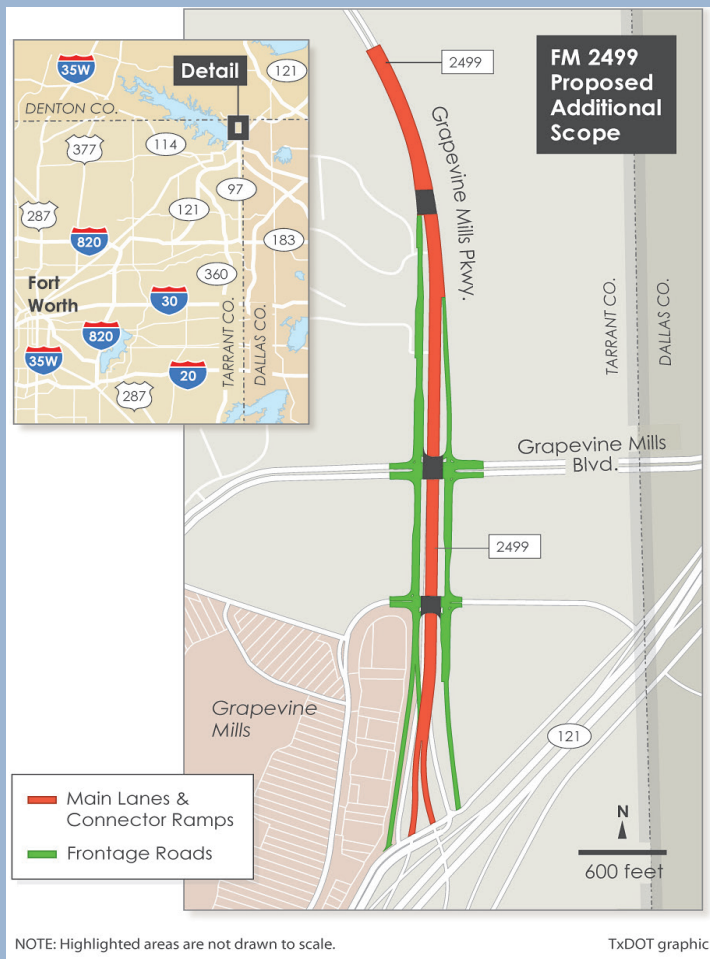 FM 2499
Proposed
Additional
Scope
2499
Grapevine Mills Pkwy.
Detail
35W
121
DENTON CO.
377
114
97
287
121
820
183
360
Fort
Worth
30
TARRANT CO.
DALLAS CO.
820
35W
20
287
TARRANT CO.
DALLAS CO.
Grapevine Mills
Blvd.
2499
Grapevine
Mills
121
Main Lanes &
Connector Ramps
Frontage Roads
N
600 feet
NOTE: Highlighted areas are not drawn to scale.
TxDOT graphic